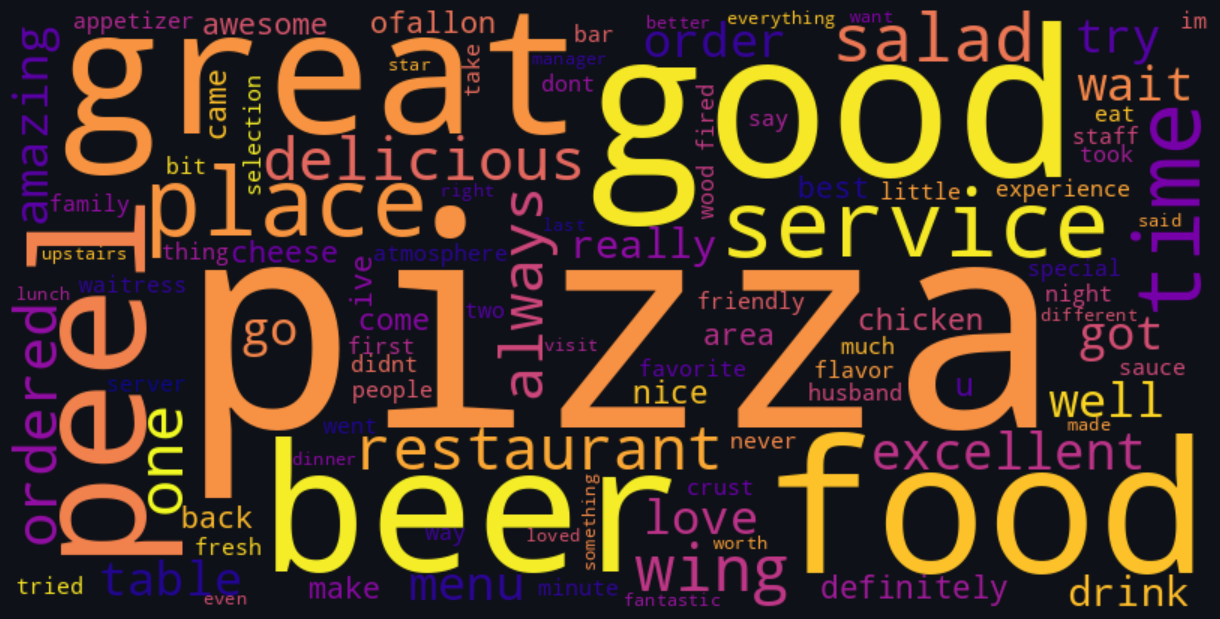 appetizer
awesome
ofallon
bar
better
everything
want
im
amazing
great
star
take
manager
dont
order
salad
try
good
wait
came
selection
wood fired
say
eat
staff
took
time
bit
delicious
family
place.
right
best
little
experience
service
said
peel
upstairs
thing
cheese
atmosphere
always
last
really
special
lunch
waitress
ive
pizza
two
friendly
night
different
go
come
first
visit
area
chicken
got
much
ordered
server
didnt
people
favorite
nice
flavor
husband
u
sauce
well
made
one
went
dinner
restaurant
never
excellent
beer
food
back
fresh
way
loved
something
crust
love
worth
tried
table
even
make
menu
minute
wing
fantastic
definitely
drink